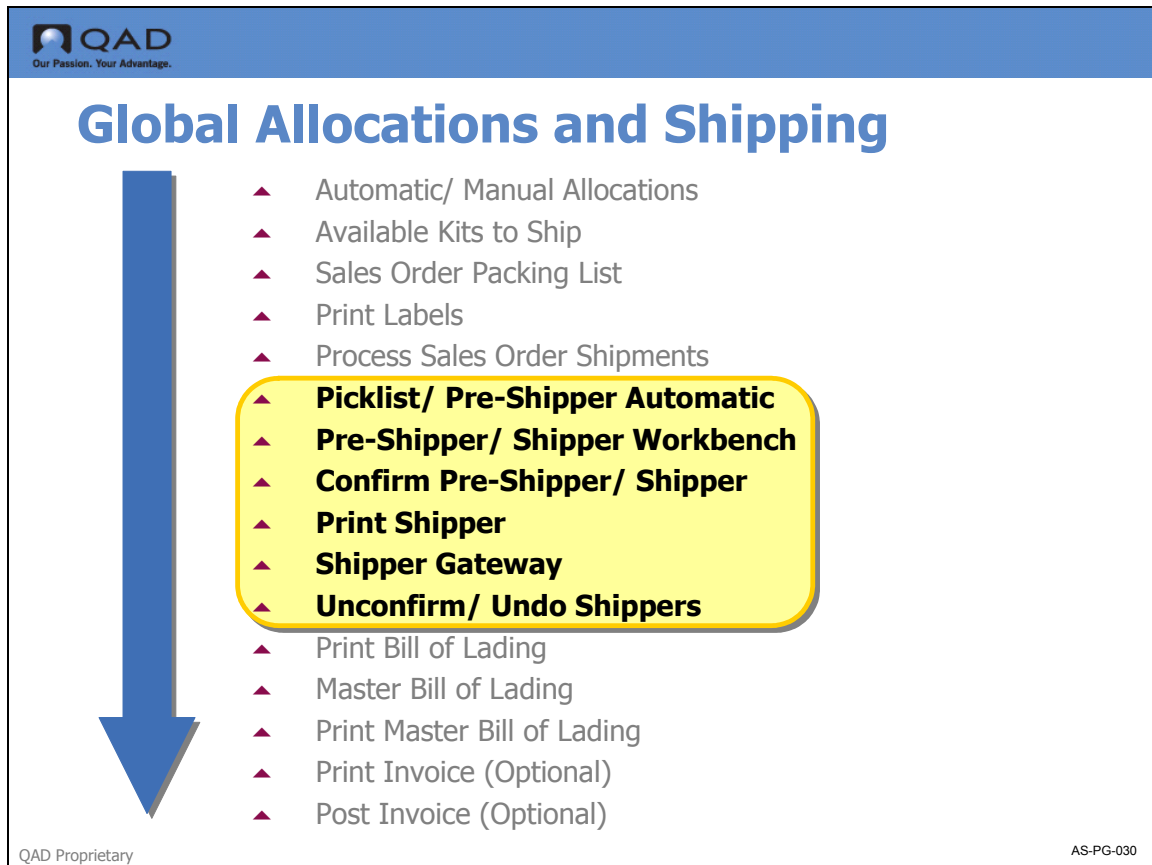 QAD
Our Passion. Your Advantage.
Global Allocations and Shipping
Automatic/ Manual Allocations
Available Kits to Ship
Sales Order Packing List
Print Labels
Process Sales Order Shipments
Picklist/ Pre-Shipper Automatic
Pre-Shipper/ Shipper Workbench
Confirm Pre-Shipper/ Shipper
Print Shipper
Shipper Gateway
Unconfirm/ Undo Shippers
Print Bill of Lading
Master Bill of Lading
Print Master Bill of Lading
Print Invoice (Optional)
Post Invoice (Optional)
QAD Proprietary
AS-PG-030